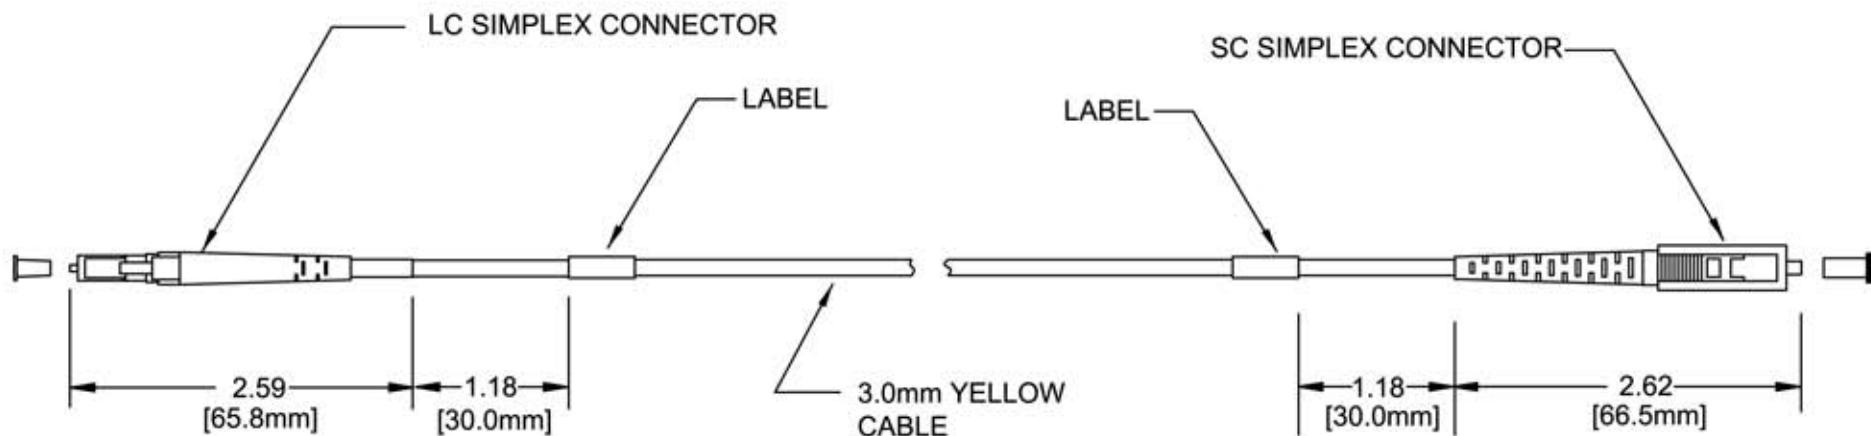 LC SIMPLEX CONNECTOR
SC SIMPLEX CONNECTOR
LABEL
LABEL
2.59
[65.8mm]
1.18
[30.0mm]
3.0mm YELLOW
CABLE
1.18
[30.0mm]
2.62
[66.5mm]